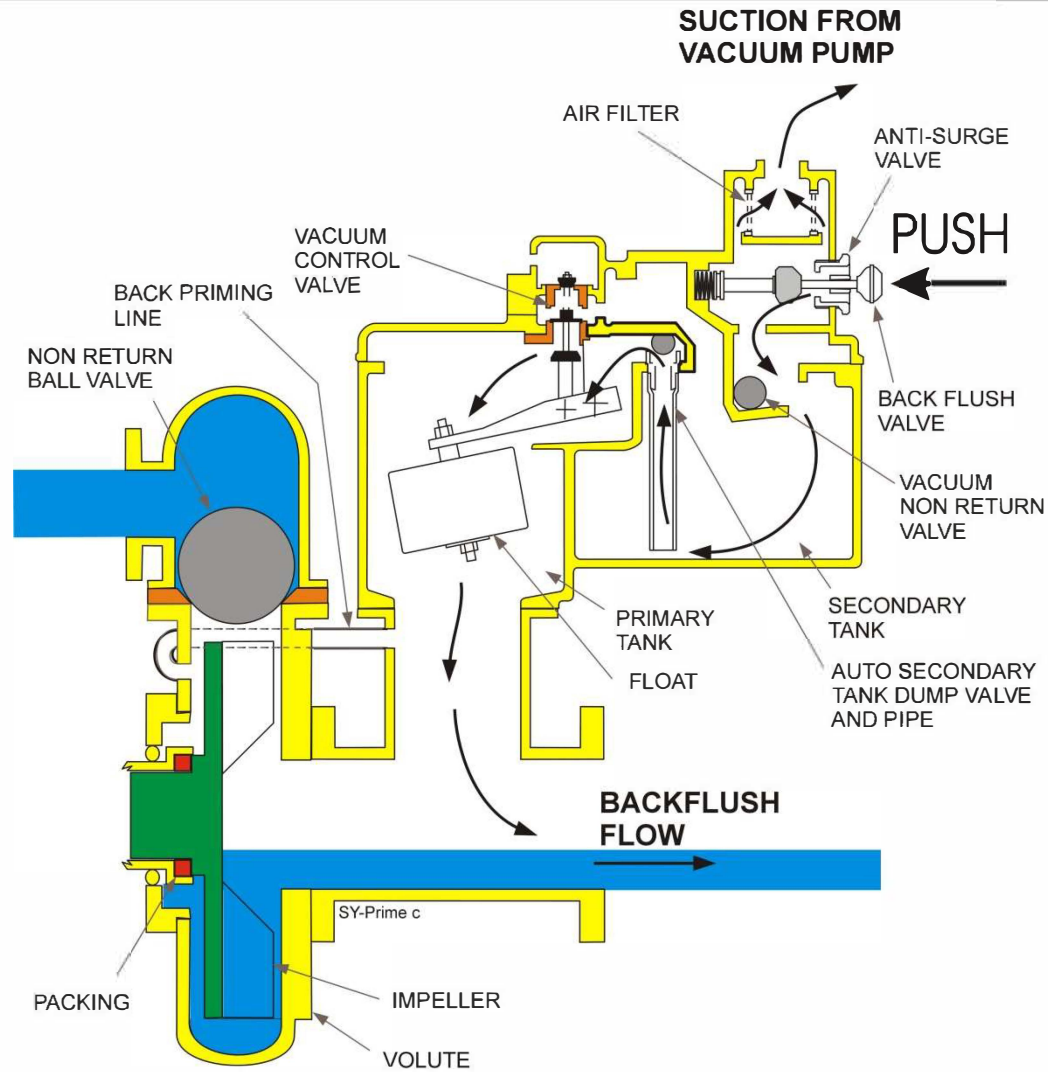 SUCTION FROM
VACUUM PUMP
AIR FILTER
ANTI-SURGE
VALVE
PUSH
VACUUM
CONTROL
VALVE
BACK PRIMING
LINE
NON RETURN
BALL VALVE
BACK FLUSH
VALVE
VACUUM
NON RETURN
VALVE
PRIMARY
TANK
SECONDARY
TANK
FLOAT
AUTO SECONDARY
TANK DUMP VALVE
AND PIPE
BACKFLUSH
FLOW
SY-Prime c
PACKING
IMPELLER
VOLUTE